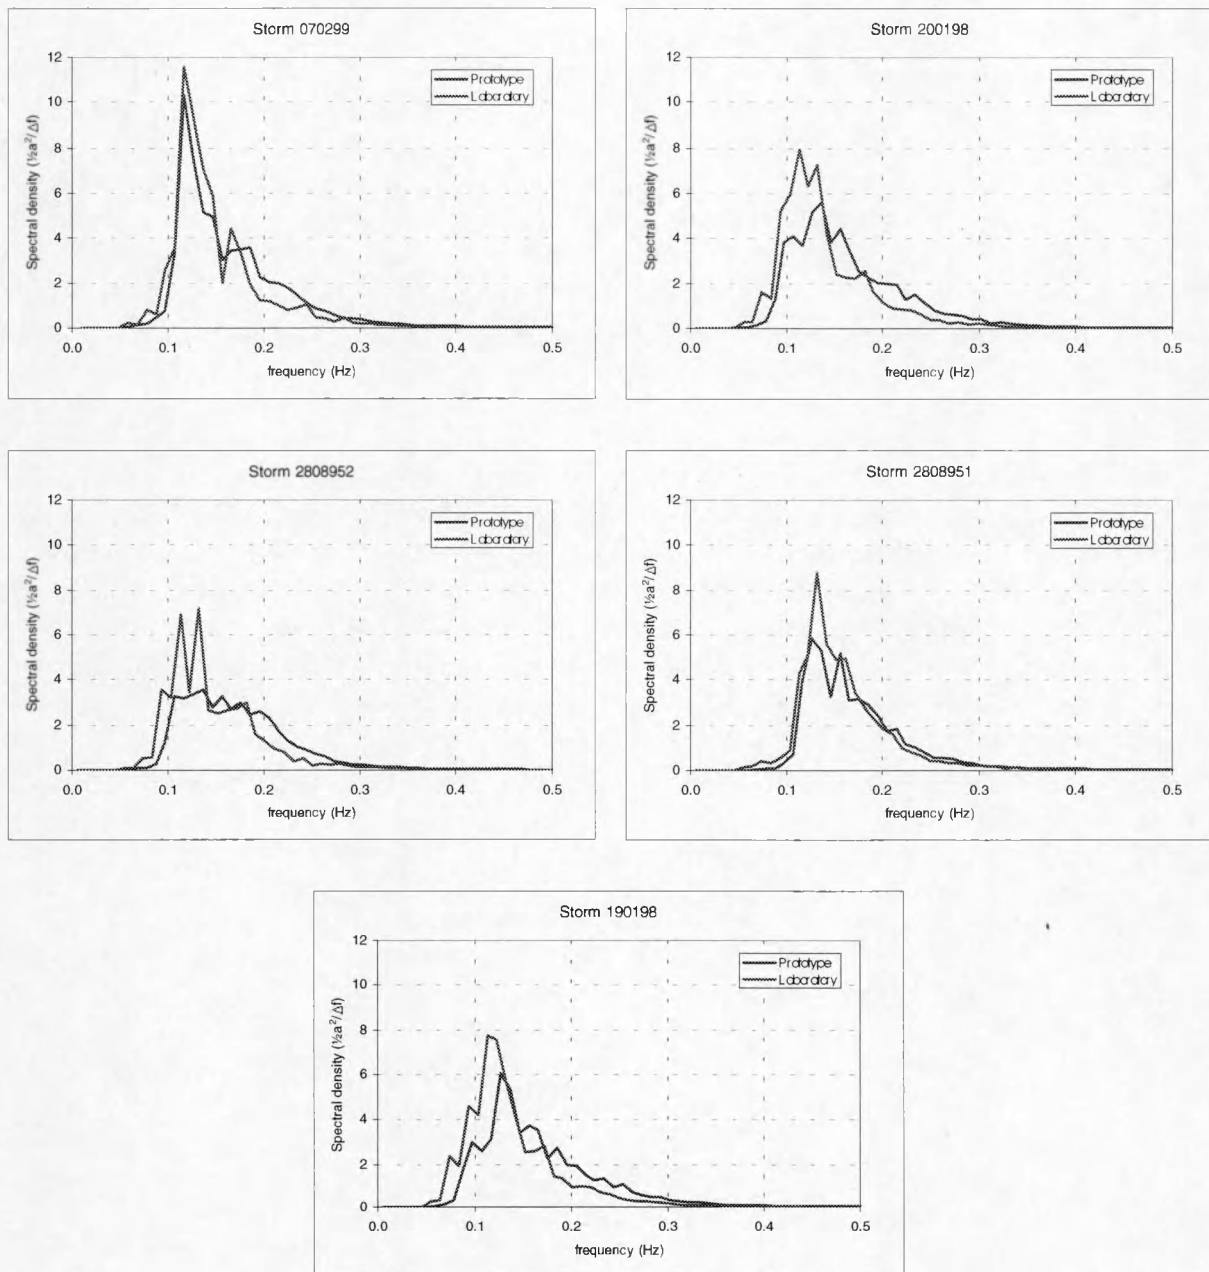 Storm 070299
Spectral density (½a²/Δf)
12
10
8
6
4
2
0
0.0 0.1 0.2 0.3 0.4 0.5
frequency (Hz)
Prototype
Laboratary
Storm 200198
Spectral density (½a²/Δf)
12
10
8
6
4
2
0
0.0 0.1 0.2 0.3 0.4 0.5
frequency (Hz)
Prototype
Laboratary
Storm 2808952
Spectral density (½a²/Δf)
12
10
8
6
4
2
0
0.0 0.1 0.2 0.3 0.4 0.5
frequency (Hz)
Prototype
Laboratary
Storm 2808951
Spectral density (½a²/Δf)
12
10
8
6
4
2
0
0.0 0.1 0.2 0.3 0.4 0.5
frequency (Hz)
Prototype
Laboratary
Storm 190198
Spectral density (½a²/Δf)
12
10
8
6
4
2
0
0.0 0.1 0.2 0.3 0.4 0.5
frequency (Hz)
Prototype
Laboratary